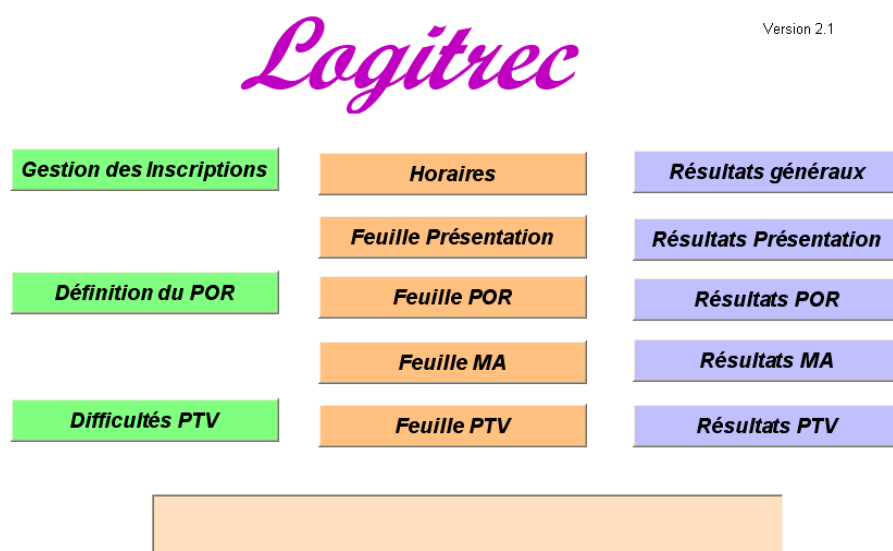 Logitrec
Version 2.1
Gestion des Inscriptions
Horaires
Résultats généraux
Feuille Présentation
Résultats Présentation
Définition du POR
Feuille POR
Résultats POR
Feuille MA
Résultats MA
Difficultés PTV
Feuille PTV
Résultats PTV